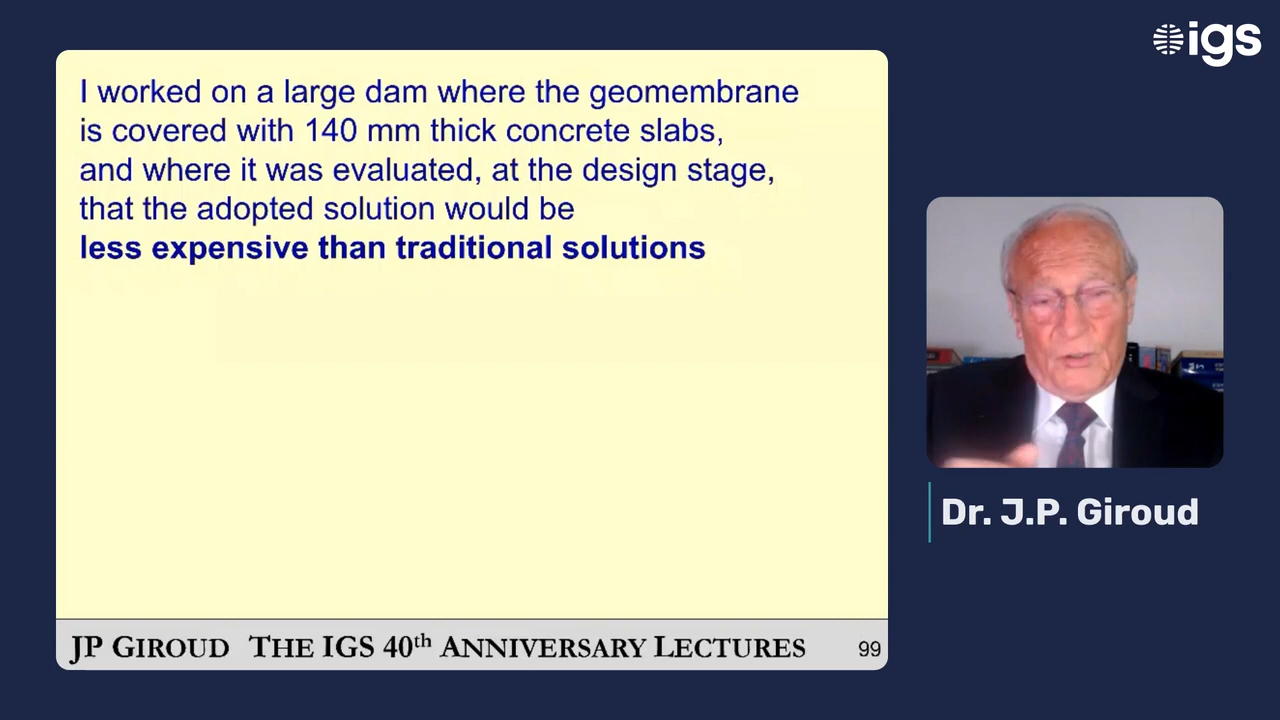 igs
I worked on a large dam where the geomembrane
is covered with 140 mm thick concrete slabs,
and where it was evaluated, at the design stage,
that the adopted solution would be
less expensive than traditional solutions
Dr. J.P. Giroud
JP GIROUD THE IGS 40th ANNIVERSARY LECTURES 99